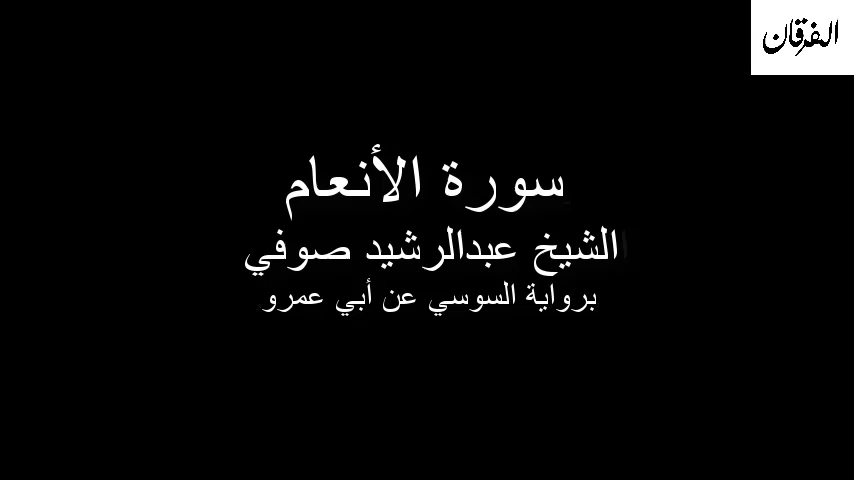 الفرقان
سورة الأنعام
الشيخ عبدالرشيد صوفي
برواية السوسي عن أبي عمرو